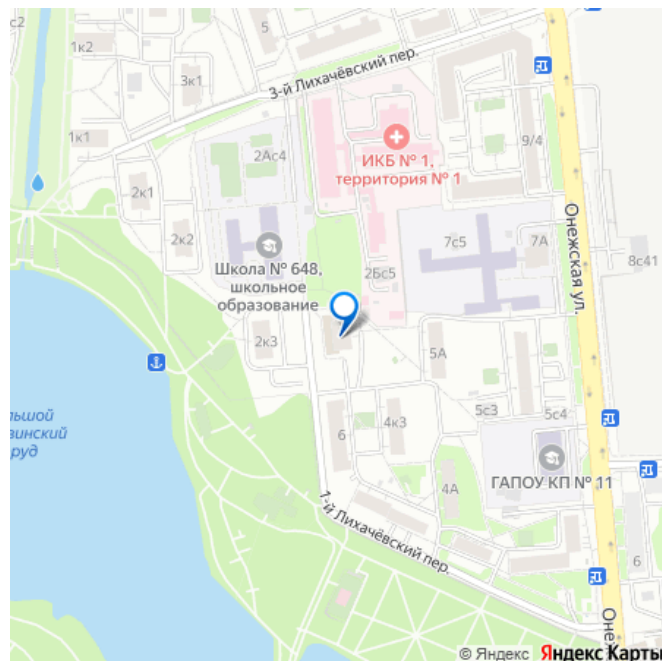 5
1к2
3-й Лихачёвский пер.
3к1
1к1
9/4
ИКБ № 1,
территория № 1
2Ас4
2к1
2к2
Онежская ул.
7с5
7А
8с41
Школа № 648,
школьное
образование
2Бс5
2к3
5А
льшой
винский
руд
5с3
5с4
4к3
6
ГАПОУ КП № 11
4А
1-й Лихачёвский пер.
6
Онеж
© Яндекс Яндекс Карты